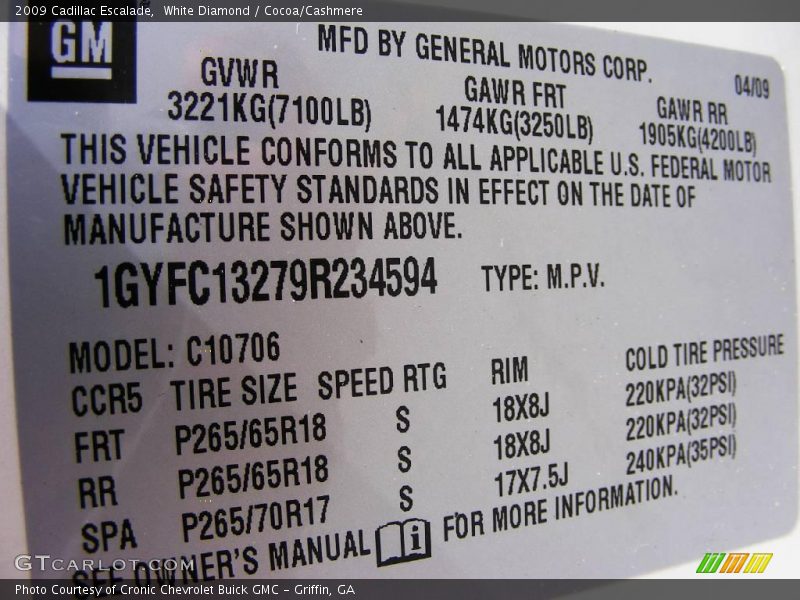 2009 Cadillac Escalade, White Diamond / Cocoa/Cashmere
GM
MFD BY GENERAL MOTORS CORP.
04/09
GVWR GAWR FRT GAWR RR
3221KG(7100LB) 1474KG(3250LB) 1905KG(4200LB)
THIS VEHICLE CONFORMS TO ALL APPLICABLE U.S. FEDERAL MOTOR
VEHICLE SAFETY STANDARDS IN EFFECT ON THE DATE OF
MANUFACTURE SHOWN ABOVE.
1GYFC13279R234594 TYPE: M.P.V.
MODEL: C10706
CCR5 TIRE SIZE SPEED RTG RIM COLD TIRE PRESSURE
FRT P265/65R18 S 18X8J 220KPA(32PSI)
RR P265/65R18 S 18X8J 220KPA(32PSI)
SPA P265/70R17 S 17X7.5J 240KPA(35PSI)
SEE OWNER'S MANUAL i FOR MORE INFORMATION.
GTCarlot.com
Photo Courtesy of Cronic Chevrolet Buick GMC – Griffin, GA